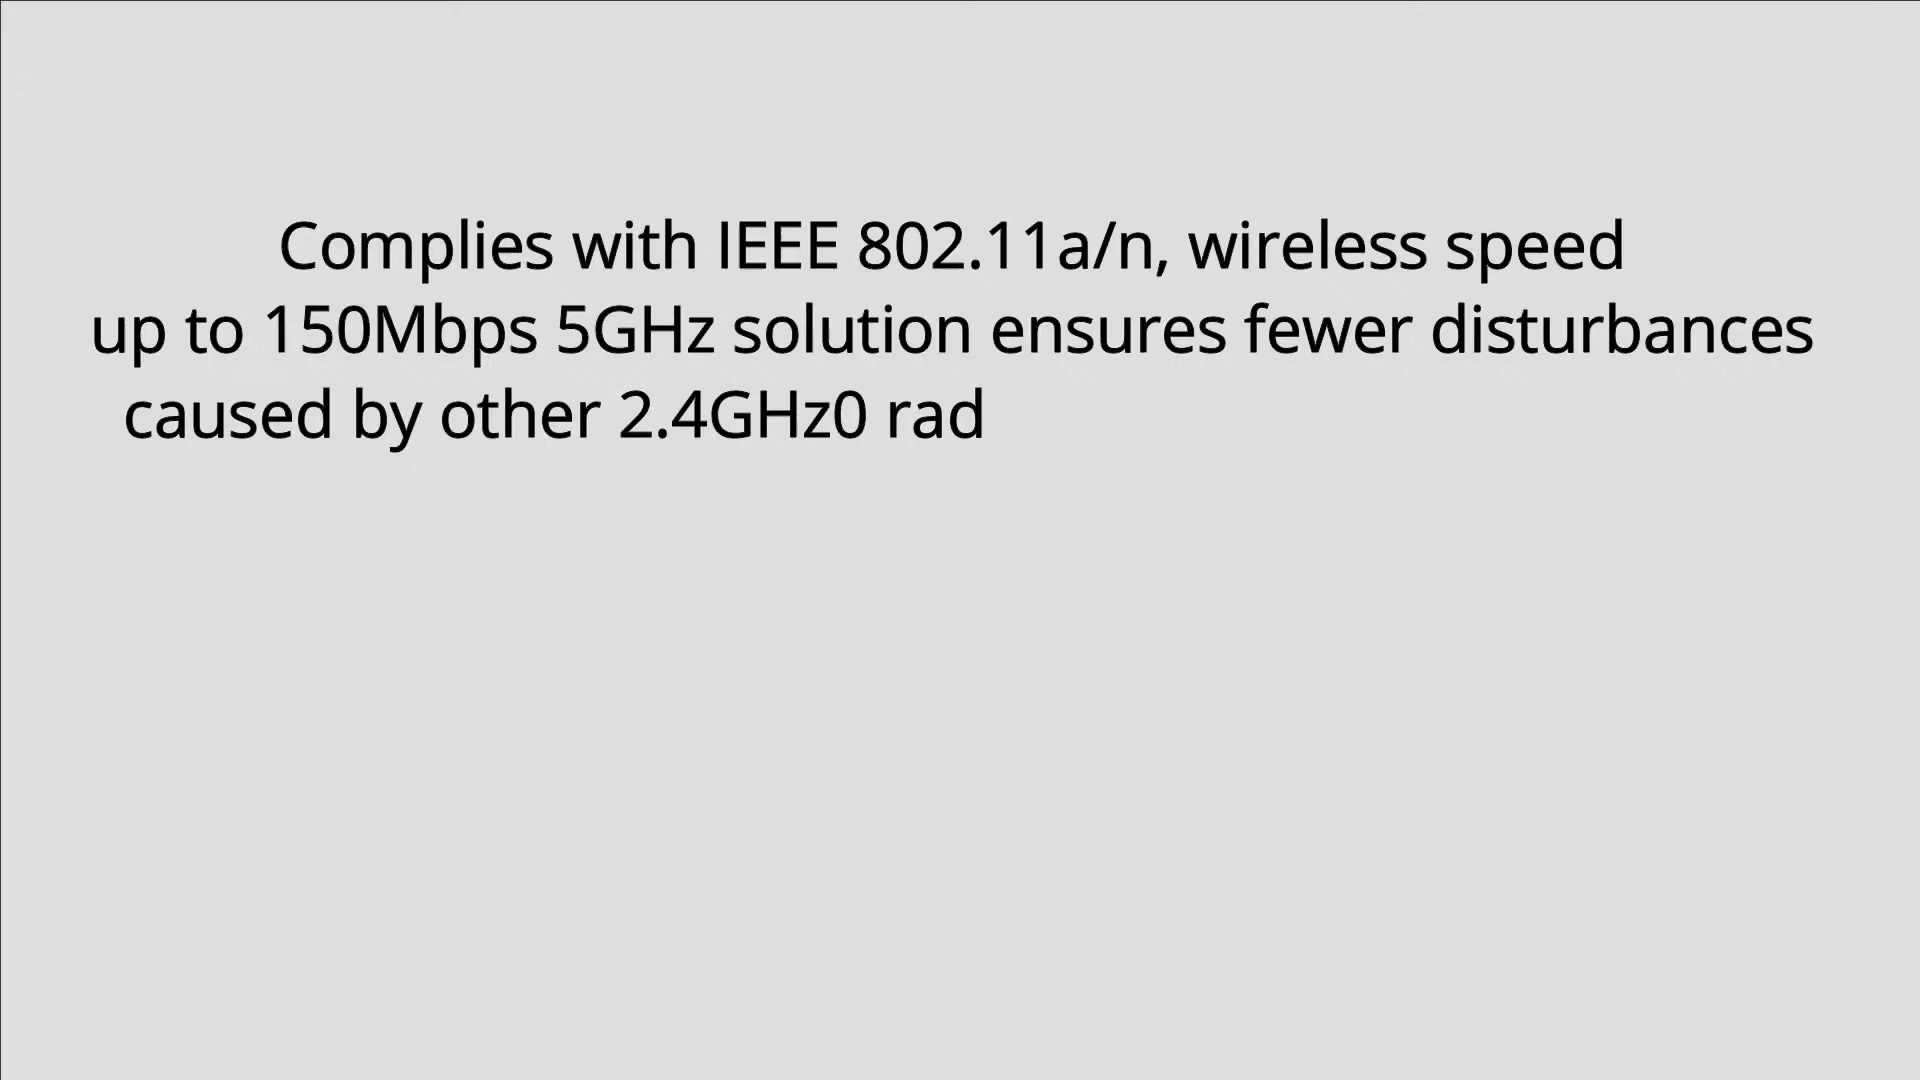 Complies with IEEE 802.11a/n, wireless speed
up to 150Mbps 5GHz solution ensures fewer disturbances
caused by other 2.4GHz0 rad